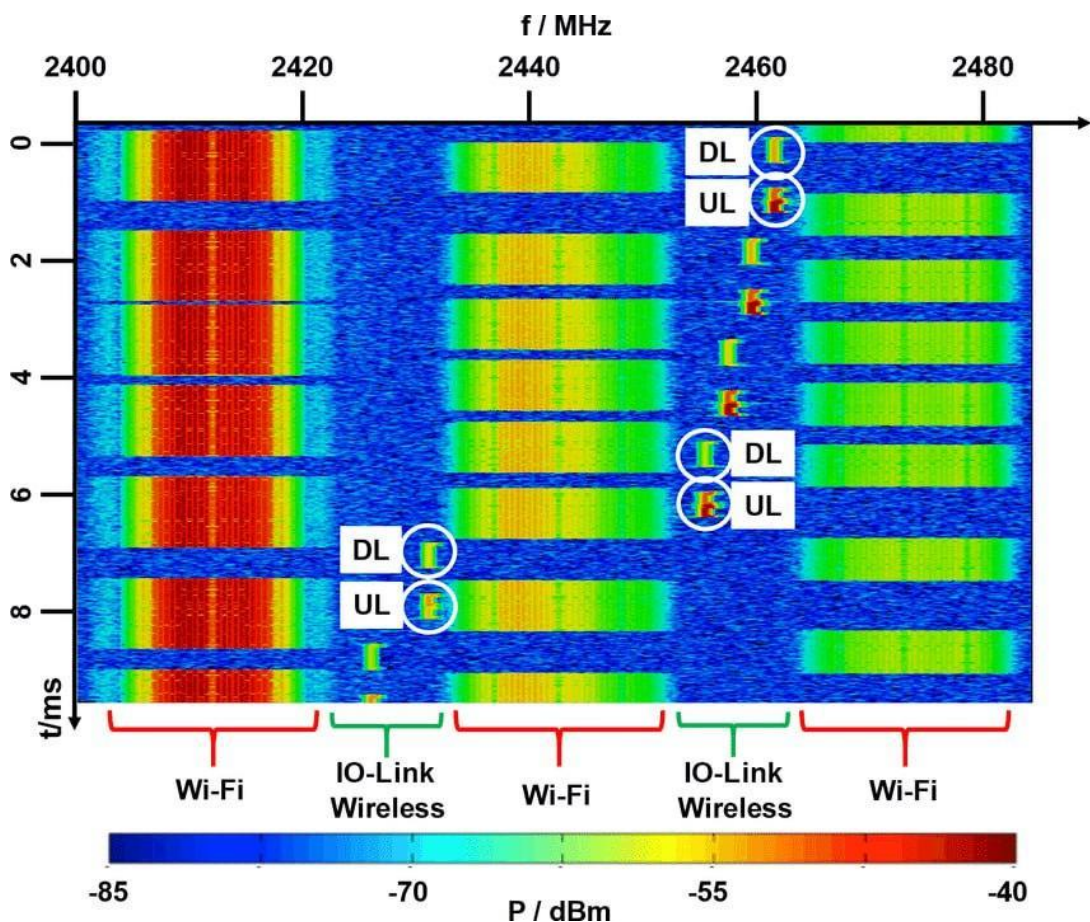 f / MHz
2400 2420 2440 2460 2480
0
DL
UL
2
4
DL
6
UL
DL
UL
8
t/ms
Wi-Fi
IO-Link
Wireless
Wi-Fi
IO-Link
Wireless
Wi-Fi
-85 -70 -55 -40
P / dBm